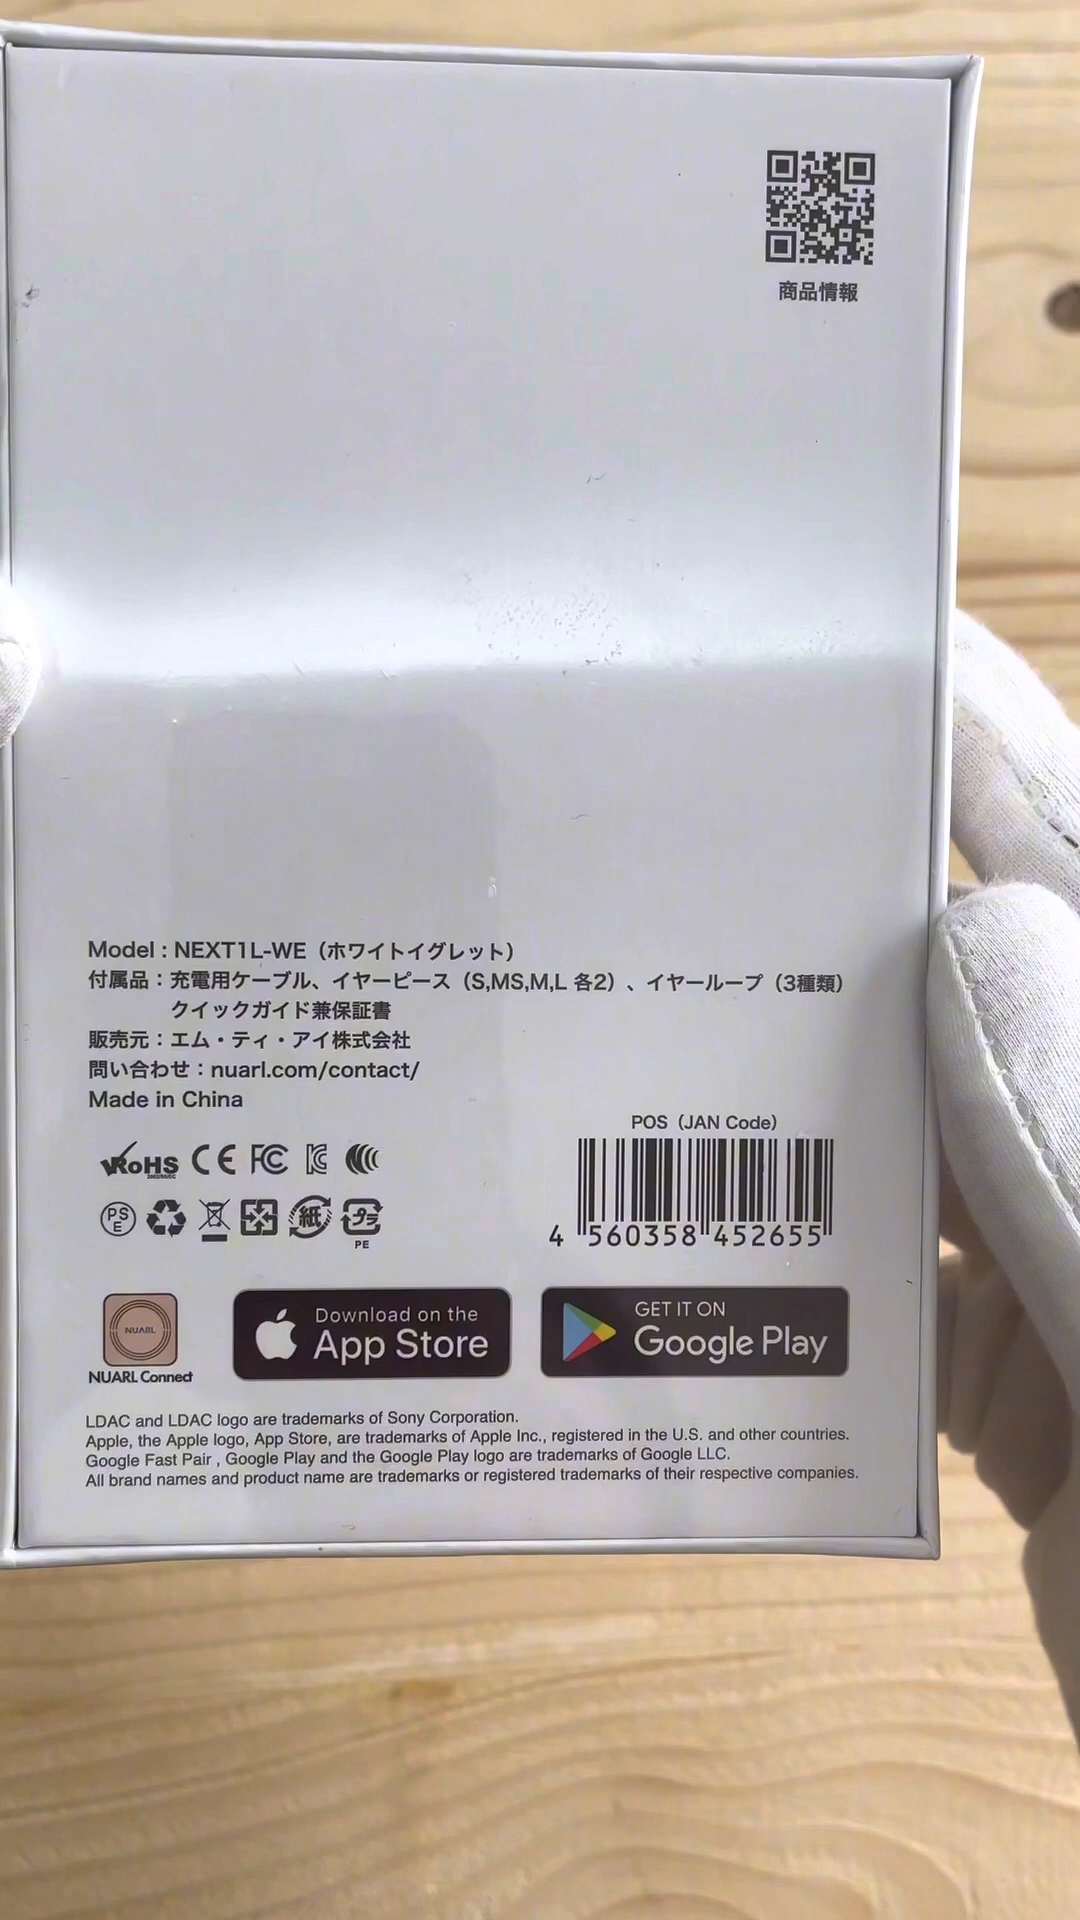 商品情報
Model : NEXT1L-WE（ホワイトイグレット）
付属品：充電用ケーブル、イヤーピース（S,MS,M,L 各2）、イヤーループ（3種類）
クイックガイド兼保証書
販売元：エム・ティ・アイ株式会社
問い合わせ：nuarl.com/contact/
Made in China
POS（JAN Code）
RoHS CE FC
PS E 紙 プラ
PE
4 560358 452655
NUARL
NUARL Connect
Download on the
App Store
GET IT ON
Google Play
LDAC and LDAC logo are trademarks of Sony Corporation.
Apple, the Apple logo, App Store, are trademarks of Apple Inc., registered in the U.S. and other countries.
Google Fast Pair , Google Play and the Google Play logo are trademarks of Google LLC.
All brand names and product name are trademarks or registered trademarks of their respective companies.